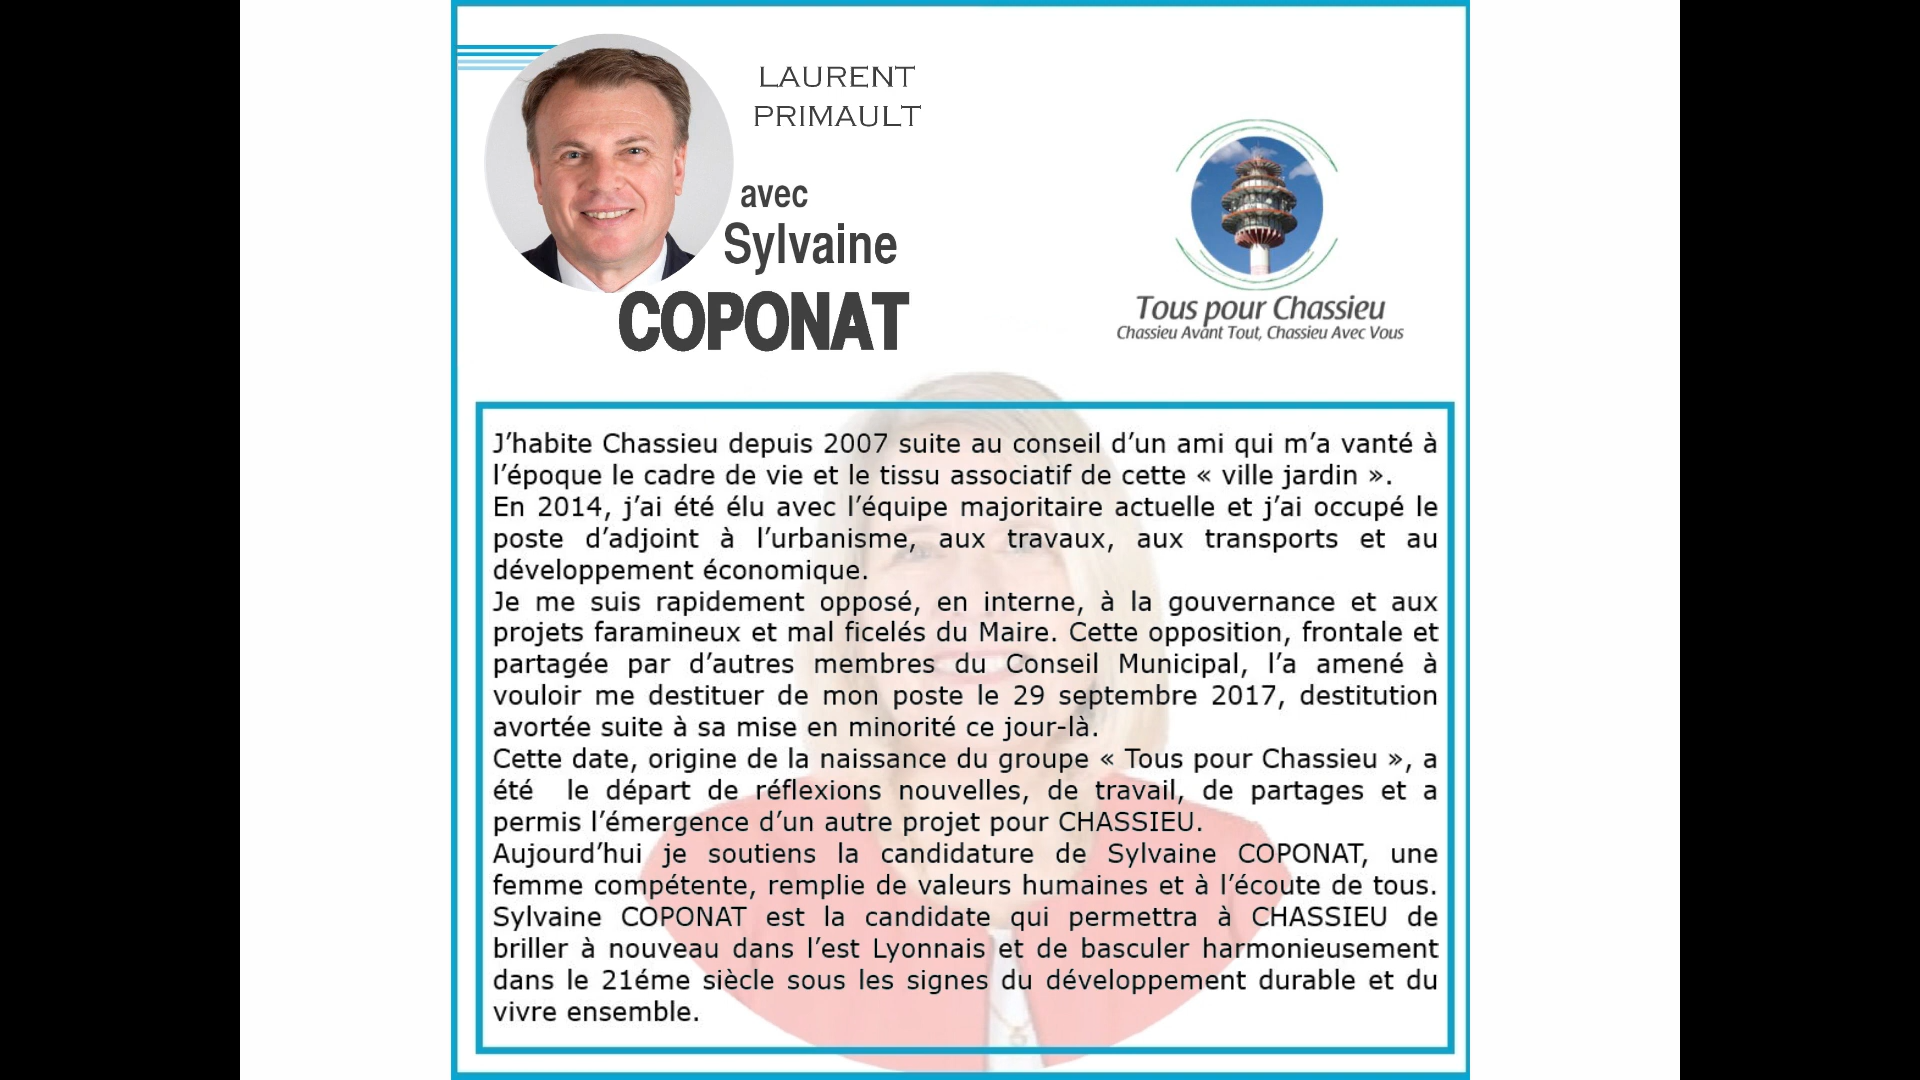 LAURENT
PRIMAULT
avec
Sylvaine
COPONAT
Tous pour Chassieu
Chassieu Avant Tout, Chassieu Avec Vous
J’habite Chassieu depuis 2007 suite au conseil d’un ami qui m’a vanté à
l’époque le cadre de vie et le tissu associatif de cette « ville jardin ».
En 2014, j’ai été élu avec l’équipe majoritaire actuelle et j’ai occupé le
poste d’adjoint à l’urbanisme, aux travaux, aux transports et au
développement économique.
Je me suis rapidement opposé, en interne, à la gouvernance et aux
projets faramineux et mal ficelés du Maire. Cette opposition, frontale et
partagée par d’autres membres du Conseil Municipal, l’a amené à
vouloir me destituer de mon poste le 29 septembre 2017, destitution
avortée suite à sa mise en minorité ce jour-là.
Cette date, origine de la naissance du groupe « Tous pour Chassieu », a
été le départ de réflexions nouvelles, de travail, de partages et a
permis l’émergence d’un autre projet pour CHASSIEU.
Aujourd’hui je soutiens la candidature de Sylvaine COPONAT, une
femme compétente, remplie de valeurs humaines et à l’écoute de tous.
Sylvaine COPONAT est la candidate qui permettra à CHASSIEU de
briller à nouveau dans l’est Lyonnais et de basculer harmonieusement
dans le 21éme siècle sous les signes du développement durable et du
vivre ensemble.